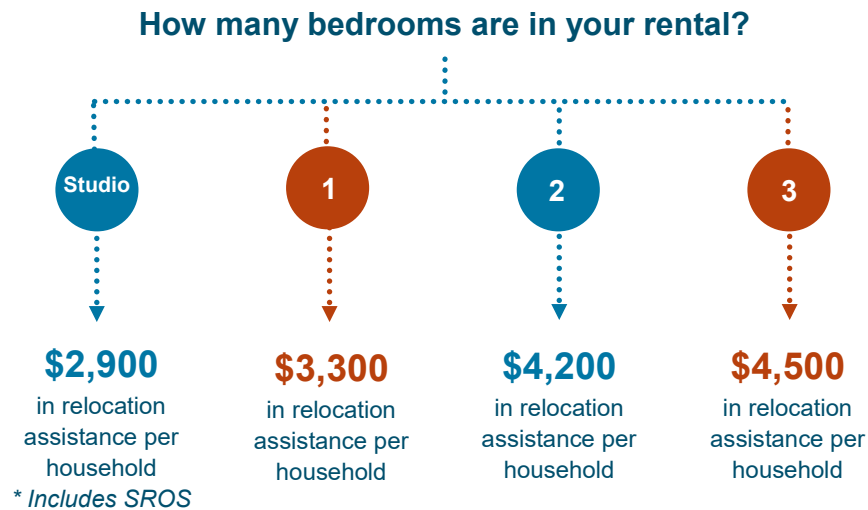 How many bedrooms are in your rental?
Studio
1
2
3
$2,900
in relocation
assistance per
household
* Includes SROS
$3,300
in relocation
assistance per
household
$4,200
in relocation
assistance per
household
$4,500
in relocation
assistance per
household